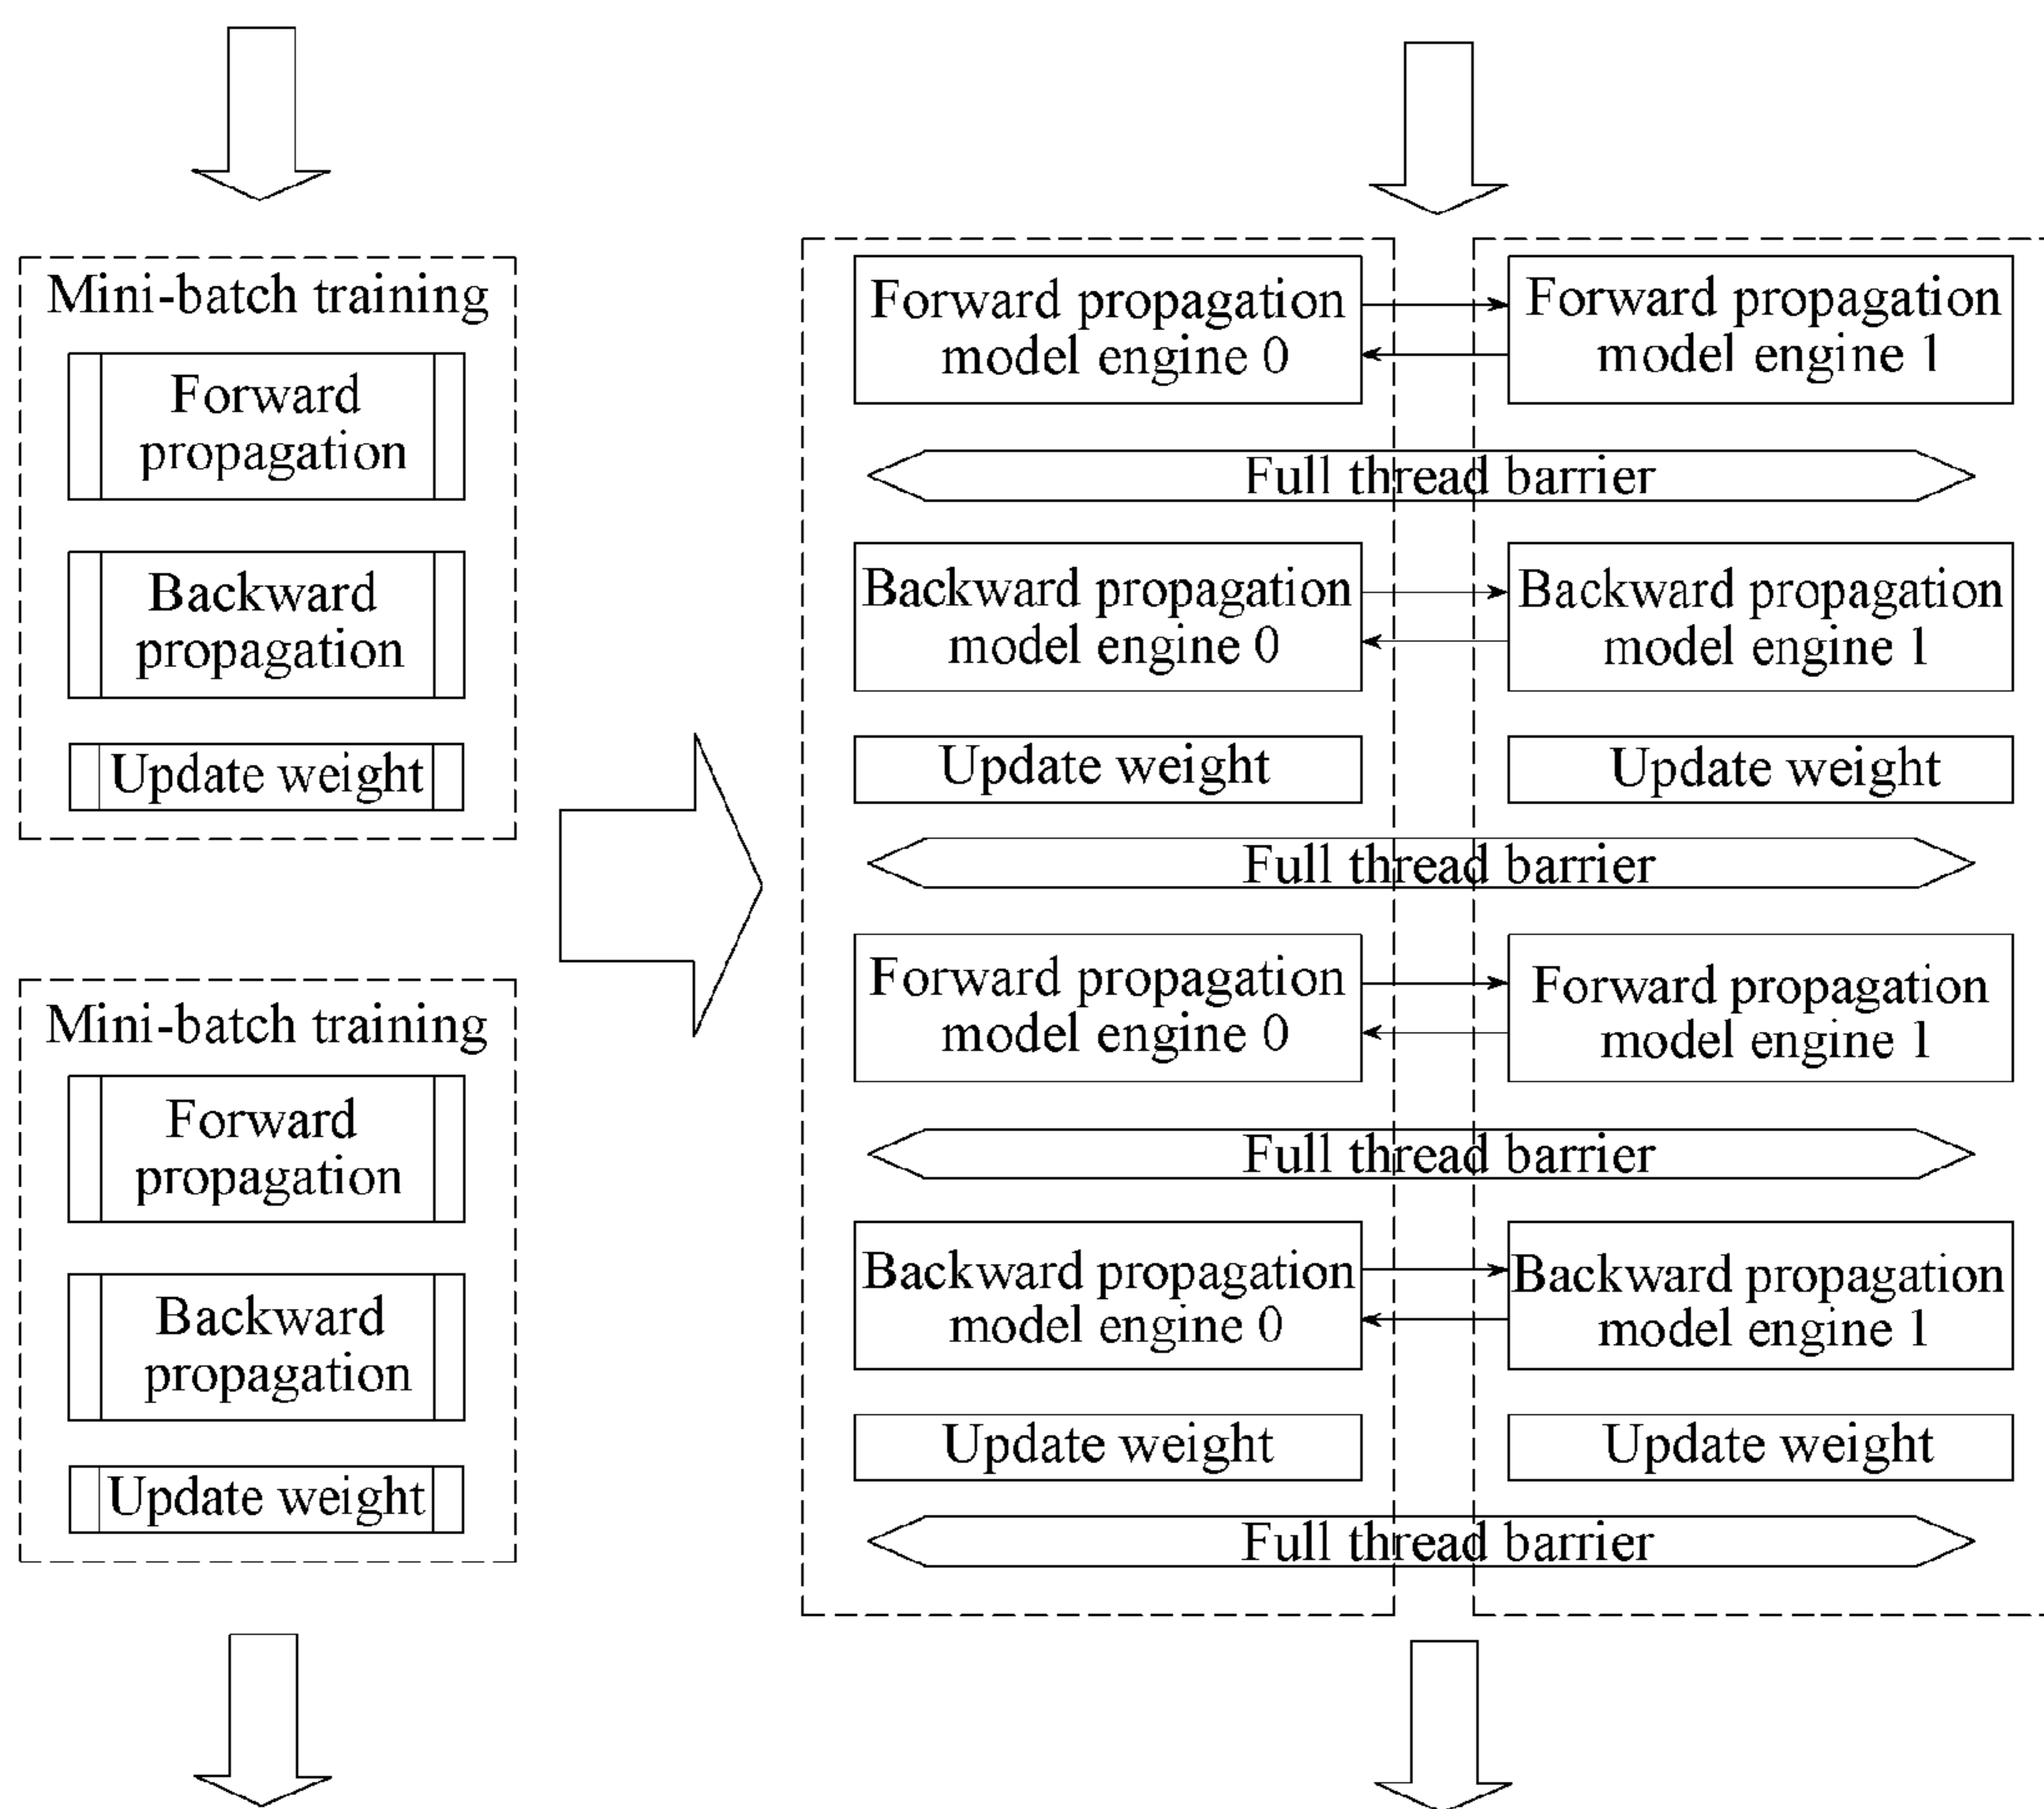 Mini-batch training
Forward
propagation
Backward
propagation
Update weight
Mini-batch training
Forward
propagation
Backward
propagation
Update weight
Forward propagation
model engine 0
Forward propagation
model engine 1
Full thread barrier
Backward propagation
model engine 0
Backward propagation
model engine 1
Update weight
Update weight
Full thread barrier
Forward propagation
model engine 0
Forward propagation
model engine 1
Full thread barrier
Backward propagation
model engine 0
Backward propagation
model engine 1
Update weight
Update weight
Full thread barrier